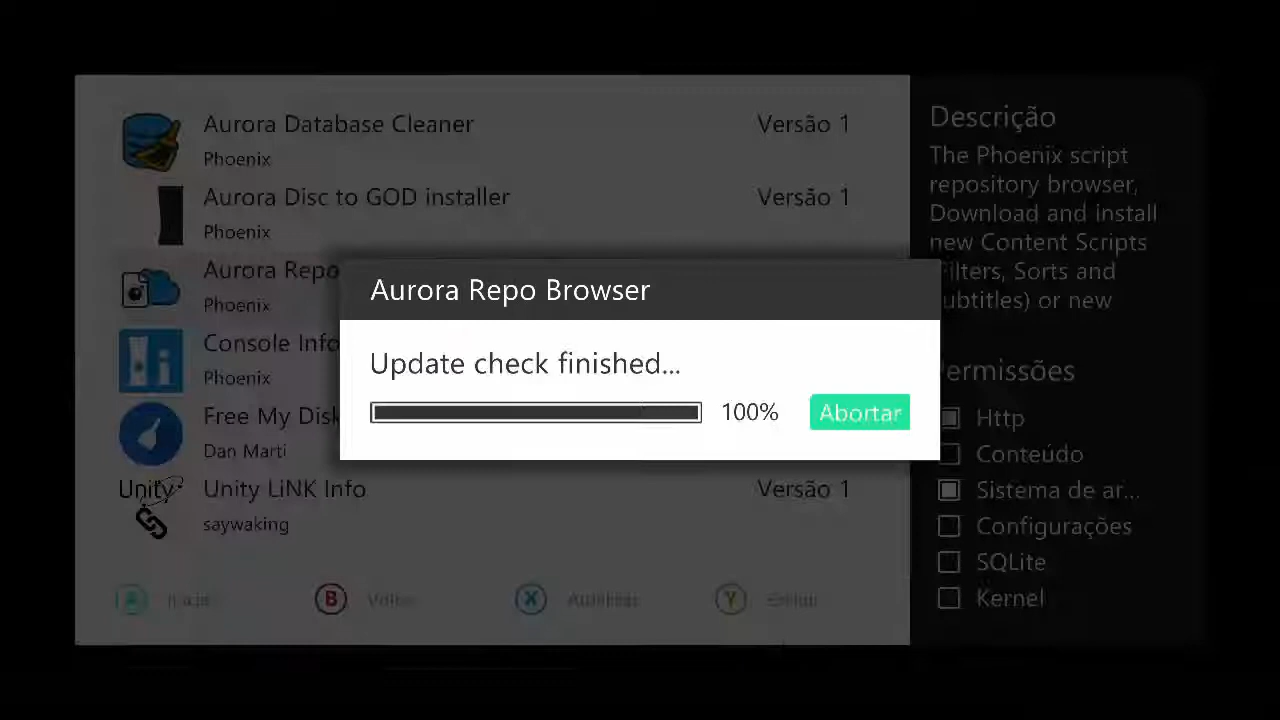 Aurora Database Cleaner
Versão 1
Phoenix
Aurora Disc to GOD installer
Versão 1
Phoenix
Aurora Repo
Phoenix
Console Info
Phoenix
Free My Disk
Dan Marti
Unity
Unity LiNK Info
Versão 1
saywaking
A
B
X
Y
Aurora Repo Browser
Update check finished...
100%
Abortar
Descrição
The Phoenix script
repository browser,
Download and install
new Content Scripts
Filters, Sorts and
ubtitles) or new
ermissões
Http
Conteúdo
Sistema de ar...
Configurações
SQLite
Kernel